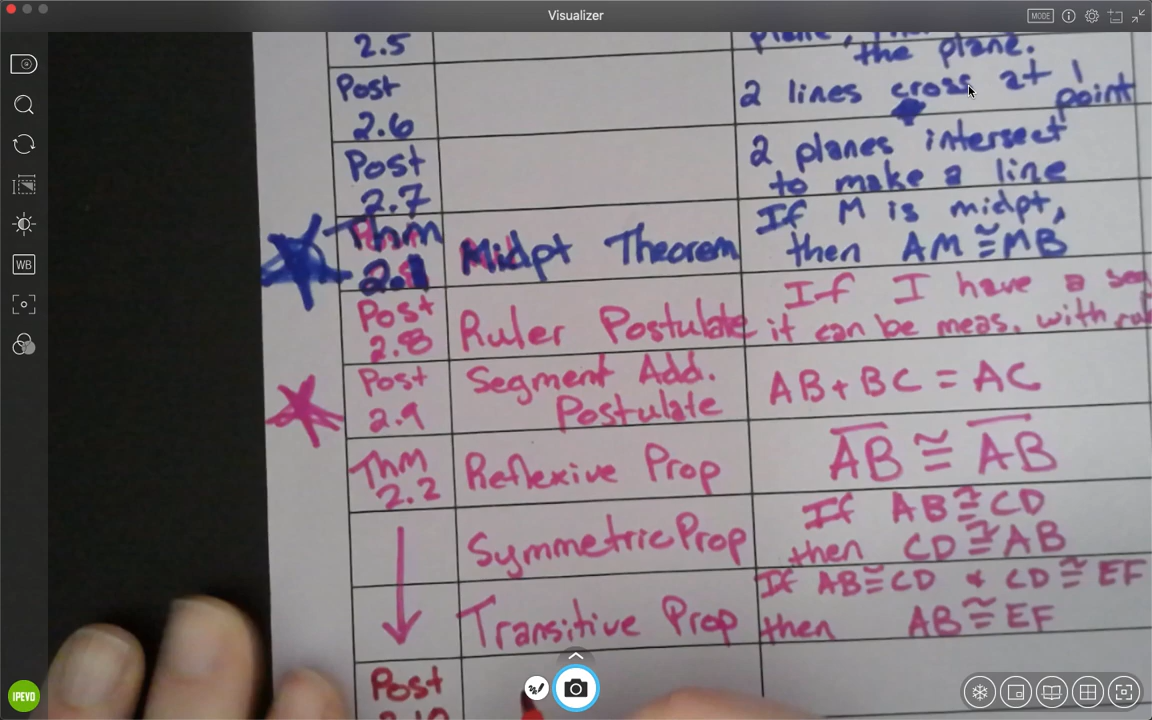 Visualizer
MODE
WB
2.5
the plane.
Post 2.6
2 lines cross at 1 point
Post 2.7
2 planes intersect
to make a line
Thm 2.1
Midpt Theorem
If M is midpt,
then AM ≅ MB
Post 2.8
Ruler Postulate
If I have a
it can be meas. with
Post 2.9
Segment Add.
Postulate
AB + BC = AC
Thm 2.2
Reflexive Prop
AB ≅ AB
Symmetric Prop
If AB ≅ CD
then CD ≅ AB
Transitive Prop
If AB ≅ CD & CD ≅ EF
then AB ≅ EF
Post
IPEVO